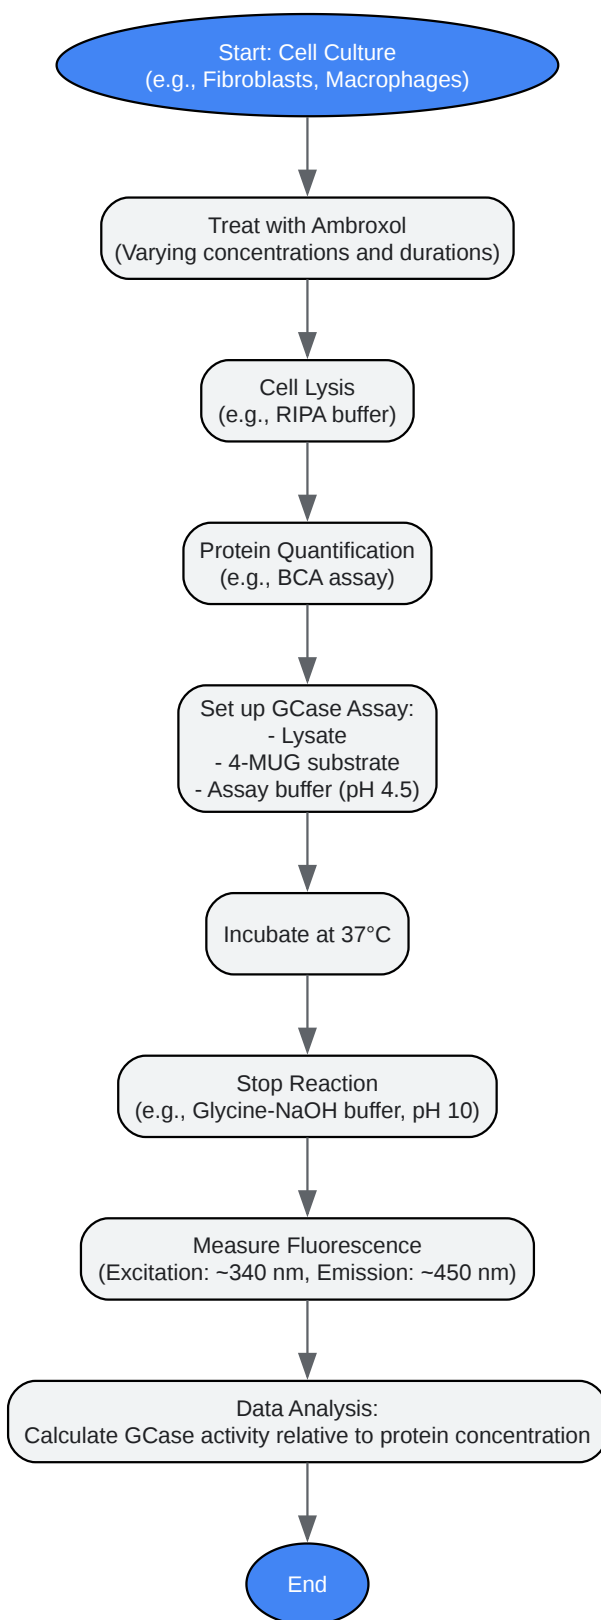 Start: Cell Culture
(e.g., Fibroblasts, Macrophages)
Treat with Ambroxol
(Varying concentrations and durations)
Cell Lysis
(e.g., RIPA buffer)
Protein Quantification
(e.g., BCA assay)
Set up GCase Assay:
- Lysate
- 4-MUG substrate
- Assay buffer (pH 4.5)
Incubate at 37°C
Stop Reaction
(e.g., Glycine-NaOH buffer, pH 10)
Measure Fluorescence
(Excitation: ~340 nm, Emission: ~450 nm)
Data Analysis:
Calculate GCase activity relative to protein concentration
End